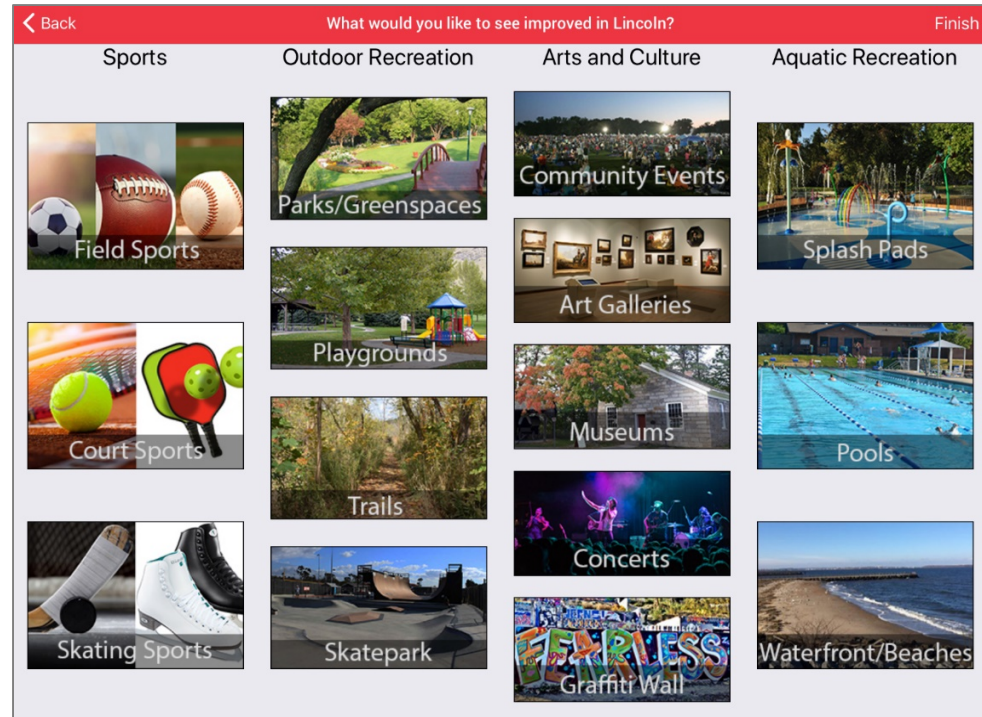 Back
What would you like to see improved in Lincoln?
Finish
Sports
Outdoor Recreation
Arts and Culture
Aquatic Recreation
Field Sports
Court Sports
Skating Sports
Parks/Greenspaces
Playgrounds
Trails
Skatepark
Community Events
Art Galleries
Museums
Concerts
FEARLESS
Graffiti Wall
Splash Pads
Pools
Waterfront/Beaches